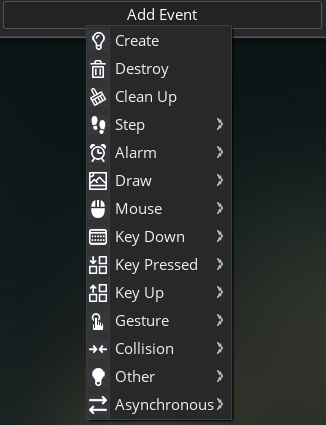 Add Event
Create
Destroy
Clean Up
Step
Alarm
Draw
Mouse
Key Down
Key Pressed
Key Up
Gesture
Collision
Other
Asynchronous